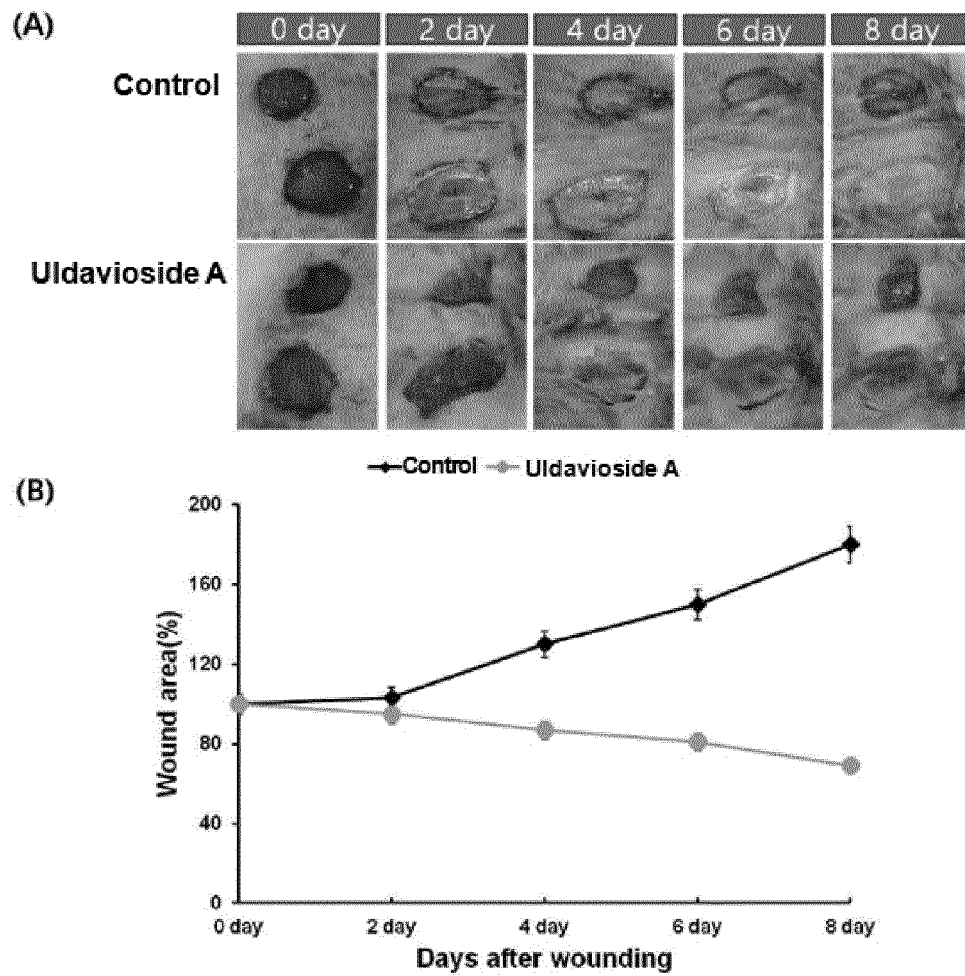 (A)
0 day 2 day 4 day 6 day 8 day
Control
Uldavioside A
Control Uldavioside A
(B)
200
160
120
80
40
0
Wound area(%)
0 day 2 day 4 day 6 day 8 day
Days after wounding